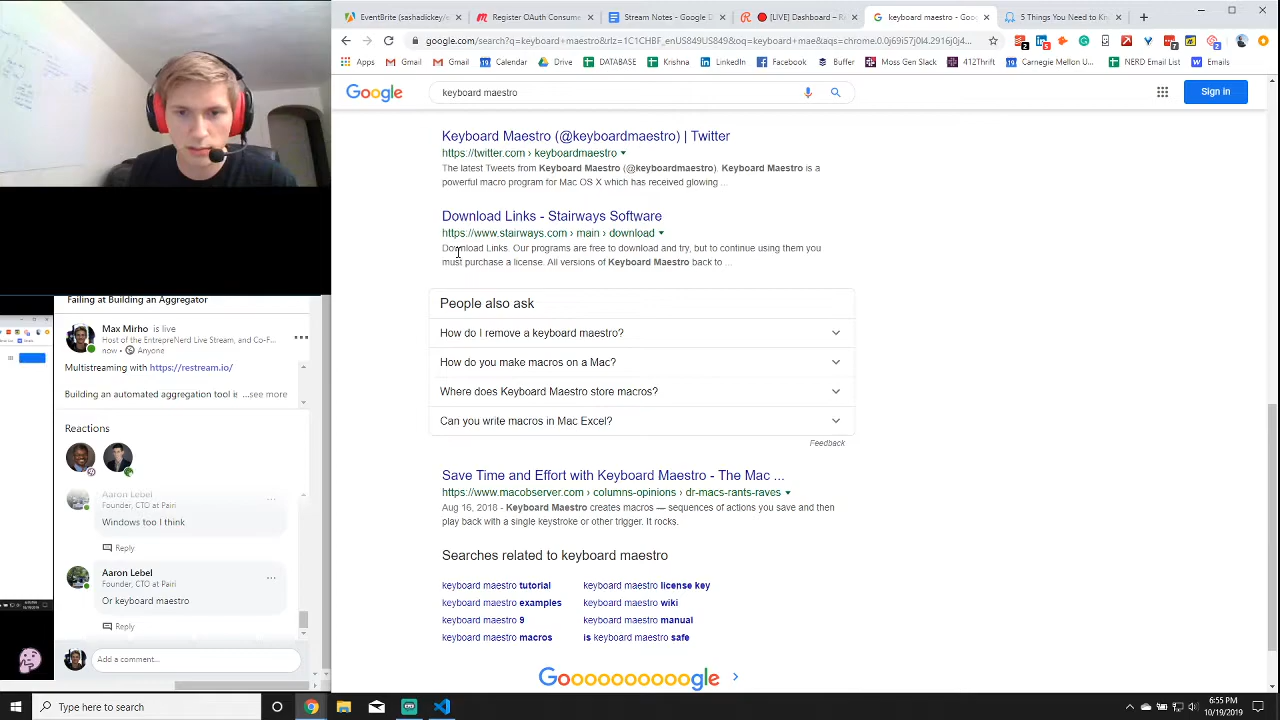 EventBrite (sashadickey/
Register OAuth Consume
Stream Notes - Google D
[LIVE] Dashboard – R
keyboard maestro - Goo
5 Things You Need to Kn
google.com/search?q=keyboard+maestro&rlz=1C1CHBF_enUS849US849&oq=keyboard+mae&aqs=chrome.0.0j69i57j0l4.2916j0j4...
Apps
Gmail
Gmail
Calendar
Drive
DATABASE
Krishna
LinkedIn
Facebook
Buffer
Moss Gen Slack
412Thrift
Carnegie Mellon U...
NERD Email List
Emails
Google
keyboard maestro
Sign in
Keyboard Maestro (@keyboardmaestro) | Twitter
https://twitter.com › keyboardmaestro
The latest Tweets from Keyboard Maestro (@keyboardmaestro). Keyboard Maestro is a
powerful macro program for Mac OS X which has received glowing ...
Download Links - Stairways Software
https://www.stairways.com › main › download
Download Links. Our programs are free to download and try, but to continue using them you
must purchase a license. All versions of Keyboard Maestro back to ...
People also ask
How do I remove a keyboard maestro?
How do you make macros on a Mac?
Where does Keyboard Maestro store macros?
Can you write macros in Mac Excel?
Feedback
Save Time and Effort with Keyboard Maestro - The Mac ...
https://www.macobserver.com › columns-opinions › dr-macs-rants-raves
Aug 16, 2018 - Keyboard Maestro creates macros — sequences of actions you save and then
play back with a single keystroke or other trigger. It rocks.
Searches related to keyboard maestro
keyboard maestro tutorial
keyboard maestro license key
keyboard maestro examples
keyboard maestro wiki
keyboard maestro 9
keyboard maestro manual
keyboard maestro macros
is keyboard maestro safe
Goooooooooogle
Failing at Building an Aggregator
Max Mirho is live
Host of the EntrepreNerd Live Stream, and Co-F...
now • Anyone
Multistreaming with https://restream.io/
Building an automated aggregation tool is ...see more
Reactions
Aaron Lebel
Founder, CTO at Pairi
Windows too I think
Reply
Aaron Lebel
Founder, CTO at Pairi
Or keyboard maestro
Reply
Add a comment...
Type here to search
6:55 PM
10/19/2019